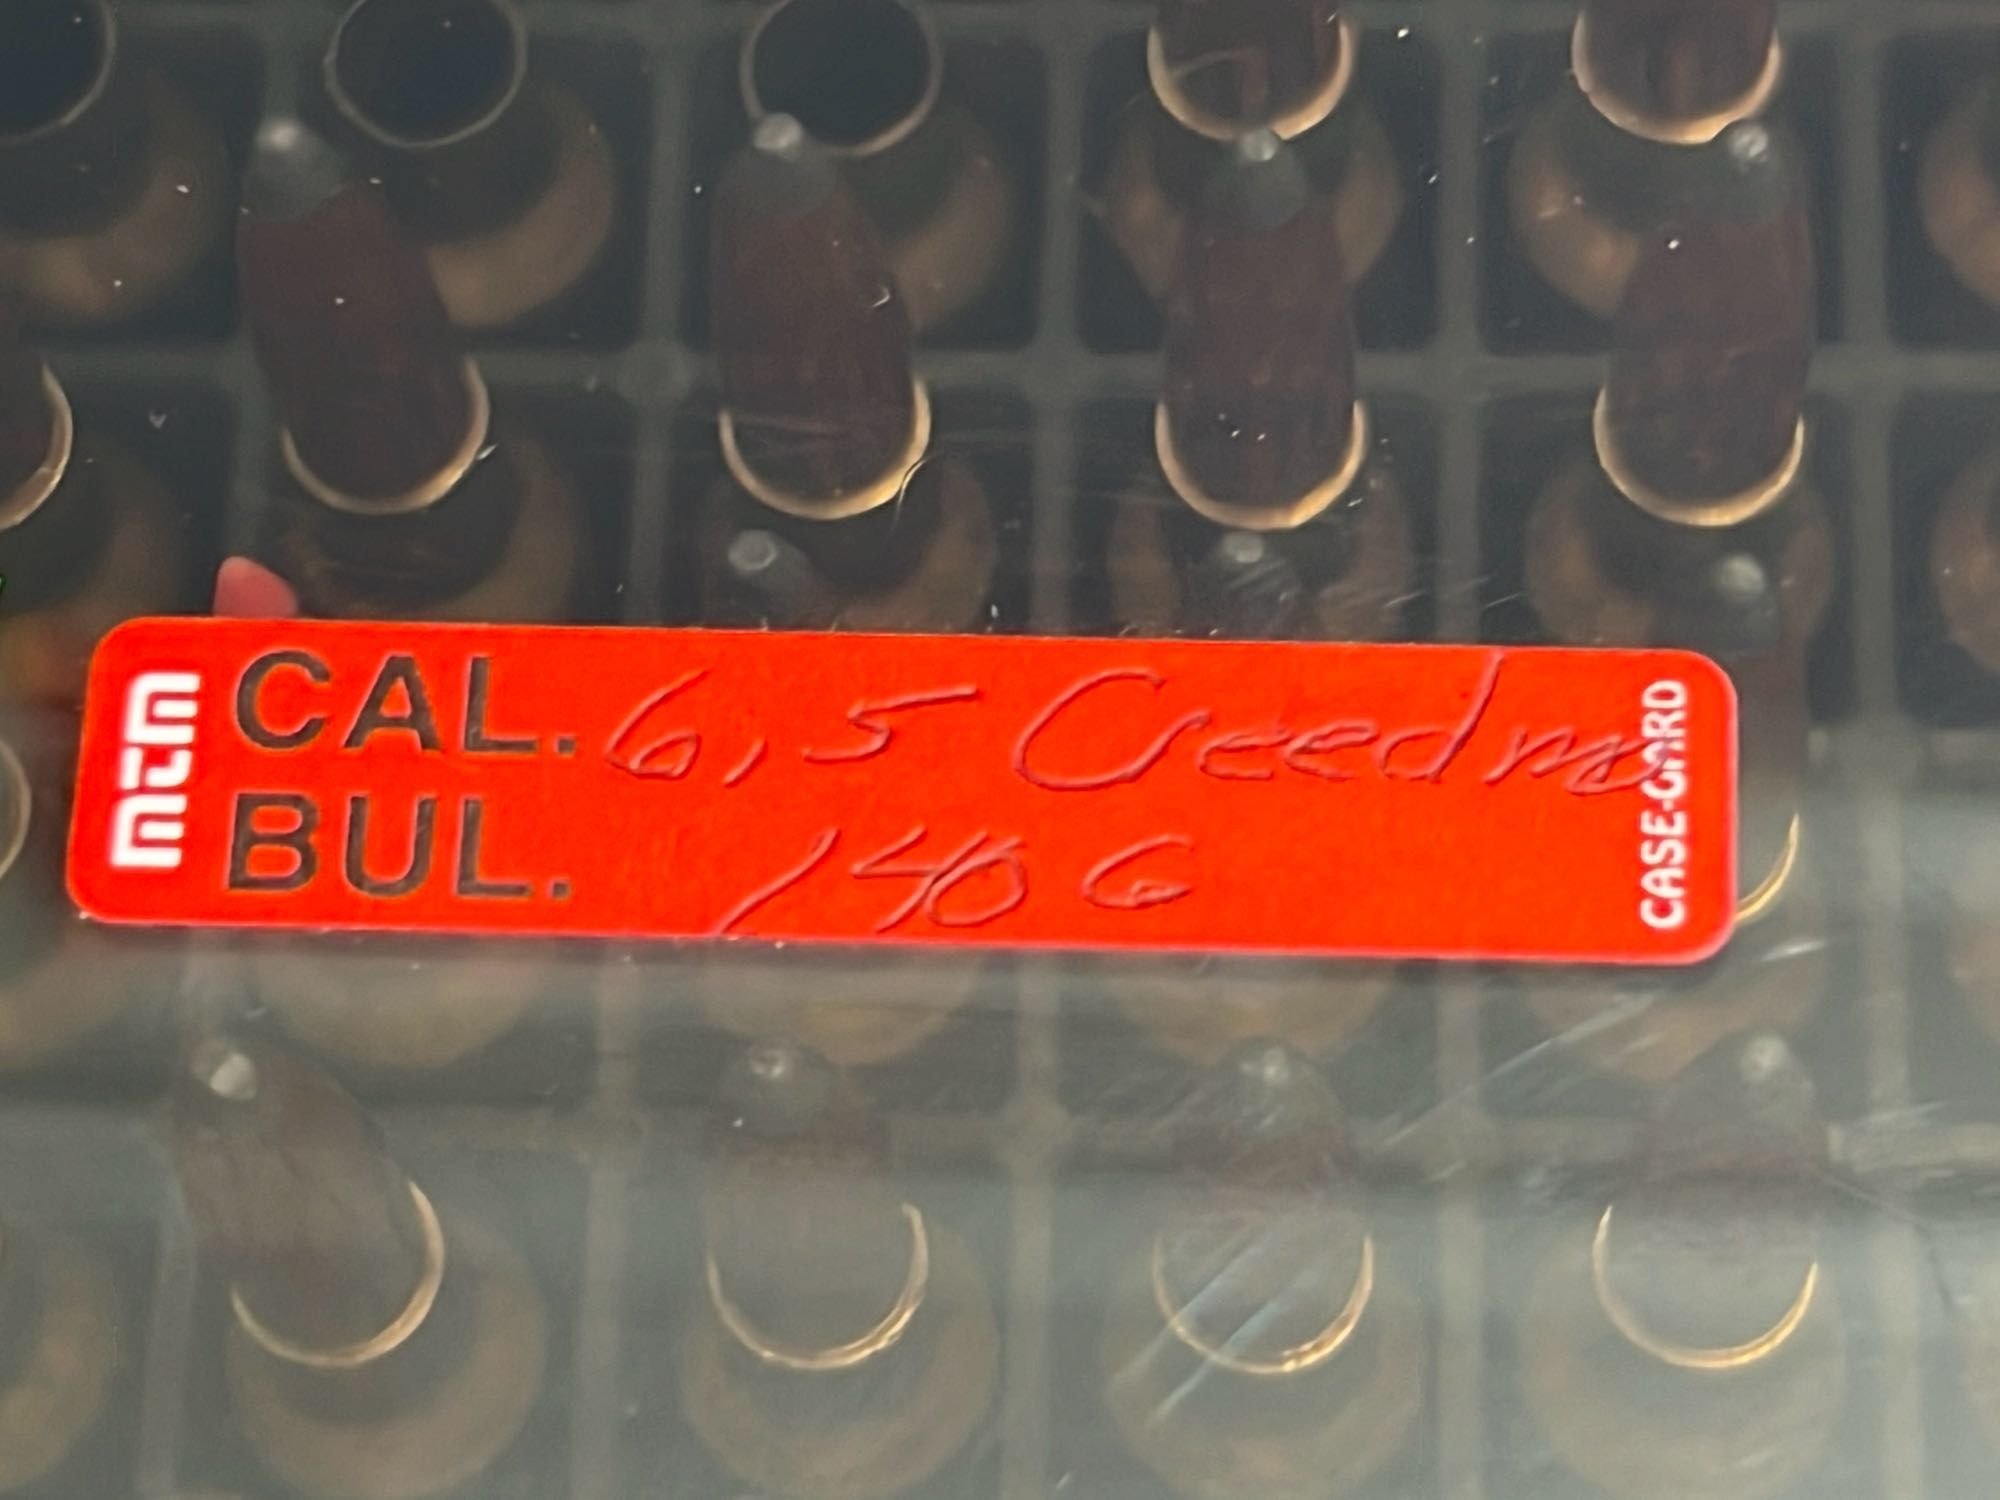 MTM
CAL. 6,5 Creedmo
BUL. 140 G
CASE-GARD